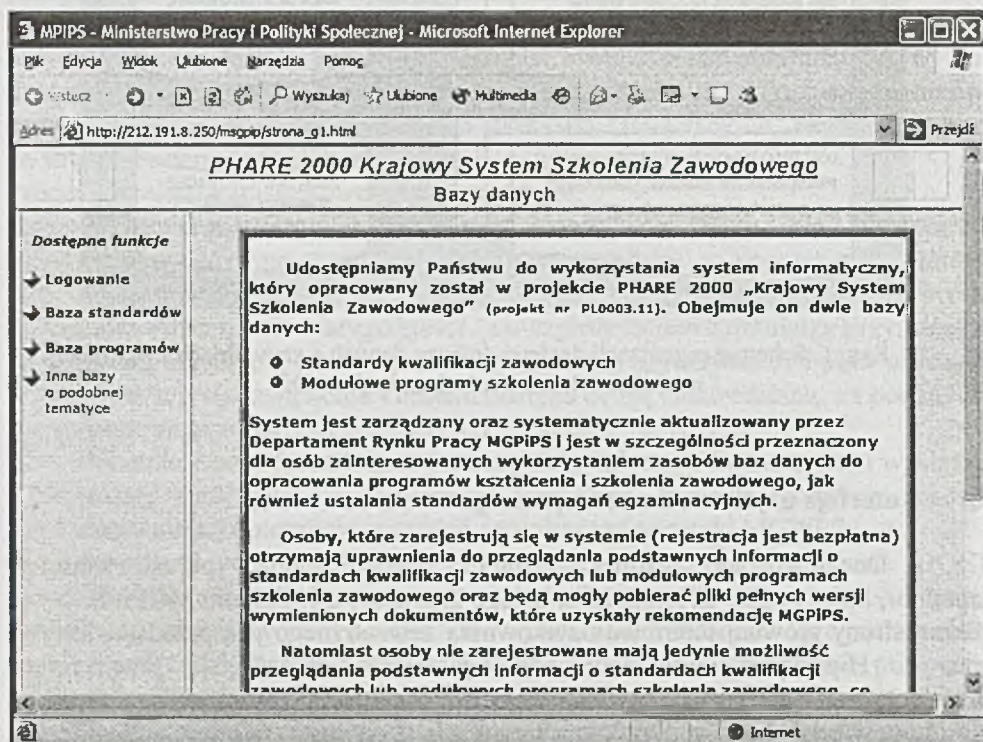 MPIPS - Ministerstwo Pracy i Polityki Społecznej - Microsoft Internet Explorer
Plik Edycja Widok Ulubione Narzędzia Pomoc
Wstecz Wyszukaj Ulubione Multimedia
Adres http://212.191.8.250/msgpip/strona_g1.html Przejdź
PHARE 2000 Krajowy System Szkolenia Zawodowego
Bazy danych
Dostępne funkcje
Logowanie
Baza standardów
Baza programów
Inne bazy
o podobnej
tematyce
Udostępniamy Państwu do wykorzystania system informatyczny,
który opracowany został w projekcie PHARE 2000 „Krajowy System
Szkolenia Zawodowego" (projekt nr PL0003.11). Obejmuje on dwie bazy
danych:
Standardy kwalifikacji zawodowych
Modułowe programy szkolenia zawodowego
System jest zarządzany oraz systematycznie aktualizowany przez
Departament Rynku Pracy MGPiPS i jest w szczególności przeznaczony
dla osób zainteresowanych wykorzystaniem zasobów baz danych do
opracowania programów kształcenia i szkolenia zawodowego, jak
również ustalania standardów wymagań egzaminacyjnych.
Osoby, które zarejestrują się w systemie (rejestracja jest bezpłatna)
otrzymają uprawnienia do przeglądania podstawnych informacji o
standardach kwalifikacji zawodowych lub modułowych programach
szkolenia zawodowego oraz będą mogły pobierać pliki pełnych wersji
wymienionych dokumentów, które uzyskały rekomendację MGPiPS.
Natomiast osoby nie zarejestrowane mają jedynie możliwość
przeglądania podstawnych informacji o standardach kwalifikacji
zawodowych lub modułowych programach szkolenia zawodowego, co
Internet